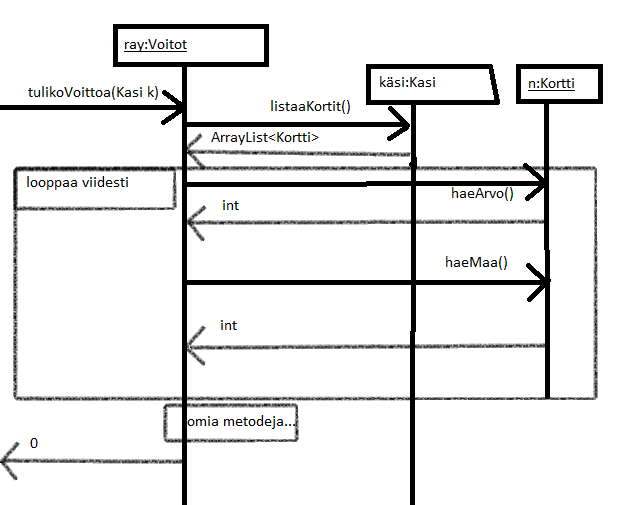 ray:Voitot
käsi:Kasi
n:Kortti
tulikoVoittoa(Kasi k)
listaaKortit()
ArrayList<Kortti>
looppaa viidesti
haeArvo()
int
haeMaa()
int
omia metodeja...
0